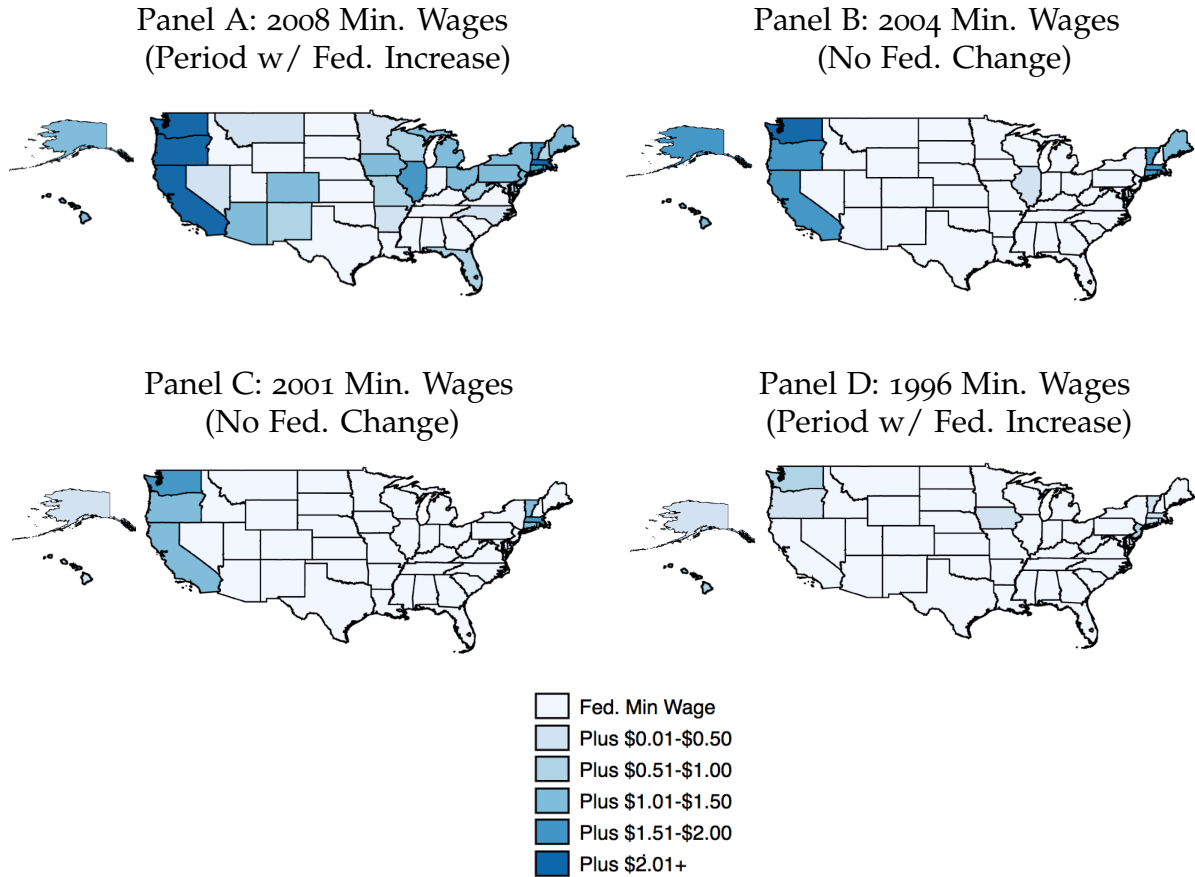 Panel A: 2008 Min. Wages
(Period w/ Fed. Increase)
Panel B: 2004 Min. Wages
(No Fed. Change)
Panel C: 2001 Min. Wages
(No Fed. Change)
Panel D: 1996 Min. Wages
(Period w/ Fed. Increase)
Fed. Min Wage
Plus $0.01-$0.50
Plus $0.51-$1.00
Plus $1.01-$1.50
Plus $1.51-$2.00
Plus $2.01+